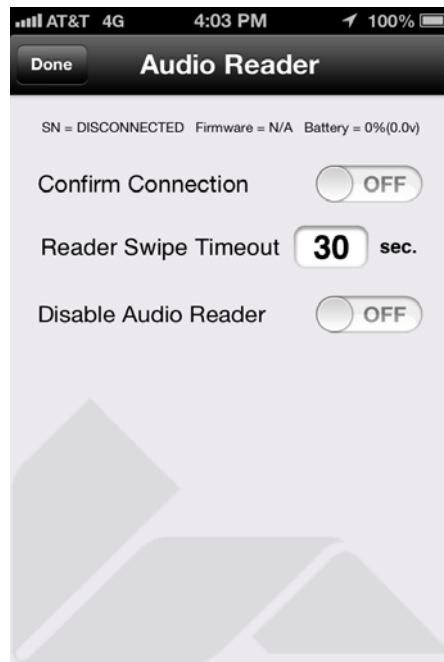 AT&T 4G 4:03 PM 100%
Done Audio Reader
SN = DISCONNECTED Firmware = N/A Battery = 0%(0.0v)
Confirm Connection OFF
Reader Swipe Timeout 30 sec.
Disable Audio Reader OFF